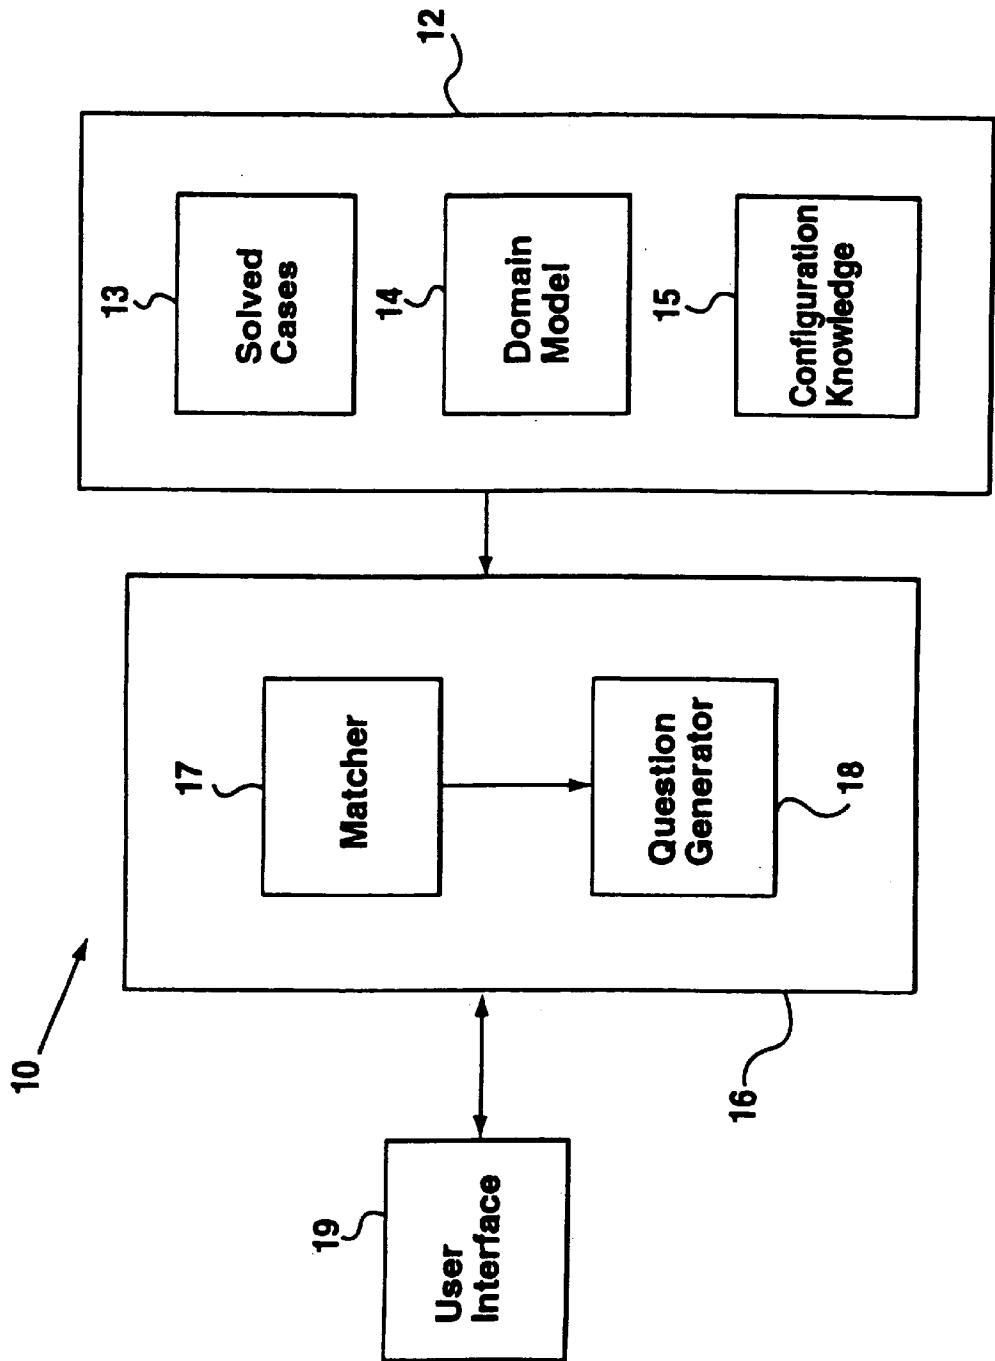 10
12
13
Solved
Cases
14
Domain
Model
15
Configuration
Knowledge
17
Matcher
Question
Generator
18
16
19
User
Interface